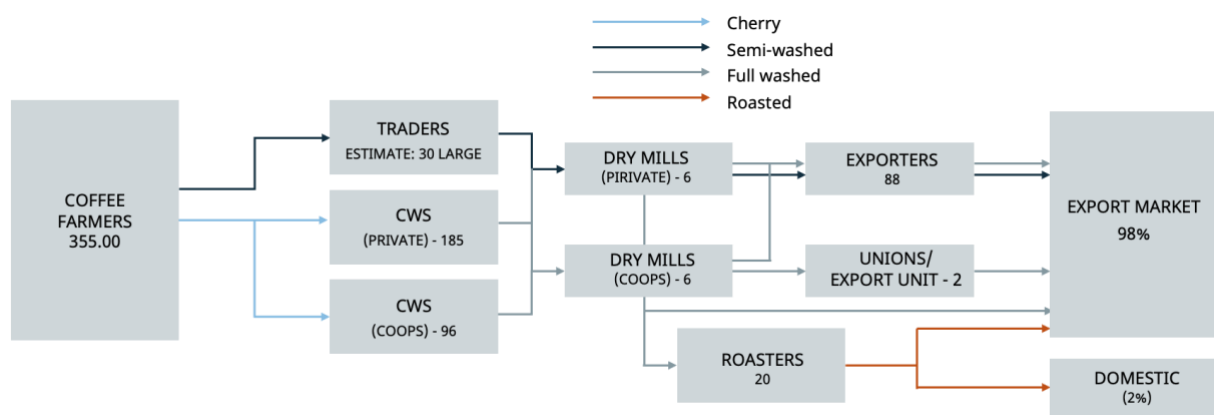 Cherry
Semi-washed
Full washed
Roasted
COFFEE
FARMERS
355.00
TRADERS
ESTIMATE: 30 LARGE
CWS
(PRIVATE) - 185
CWS
(COOPS) - 96
DRY MILLS
(PIRIVATE) - 6
DRY MILLS
(COOPS) - 6
EXPORTERS
88
UNIONS/
EXPORT UNIT - 2
ROASTERS
20
EXPORT MARKET
98%
DOMESTIC
(2%)